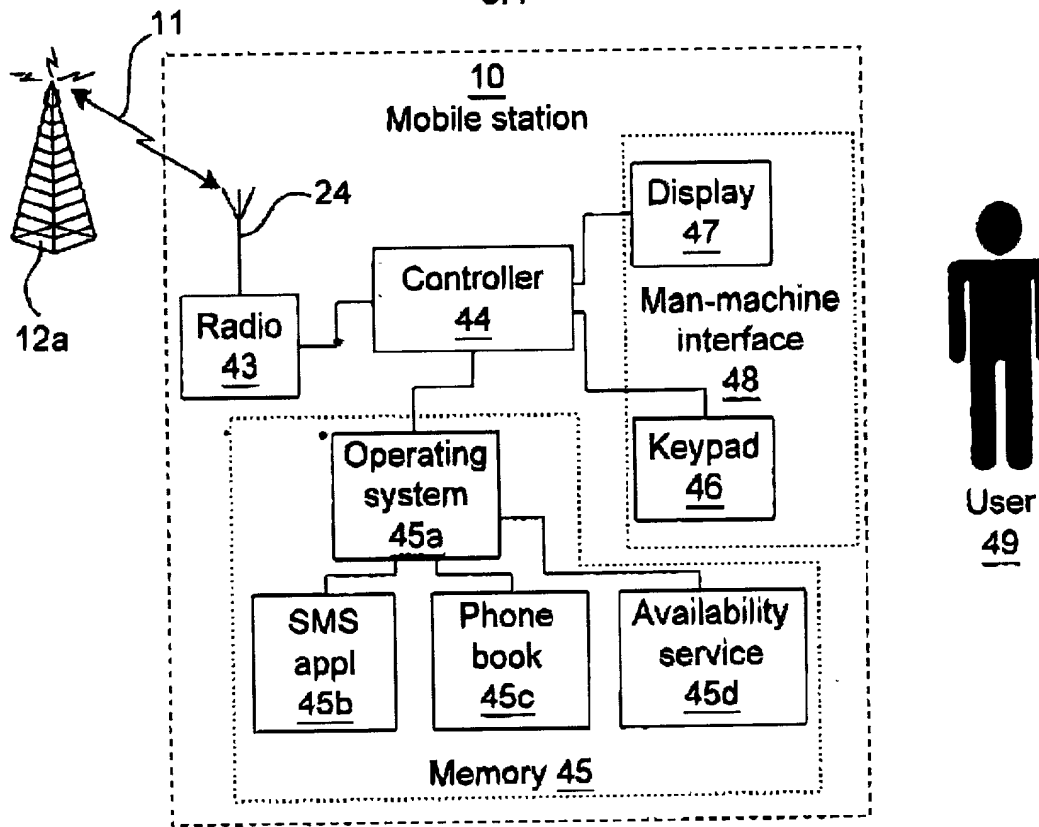 11
10
Mobile station
24
12a
Display
47
Controller
44
Radio
43
Man-machine
interface
48
Operating
system
45a
Keypad
46
User
49
SMS
appl
45b
Phone
book
45c
Availability
service
45d
Memory 45